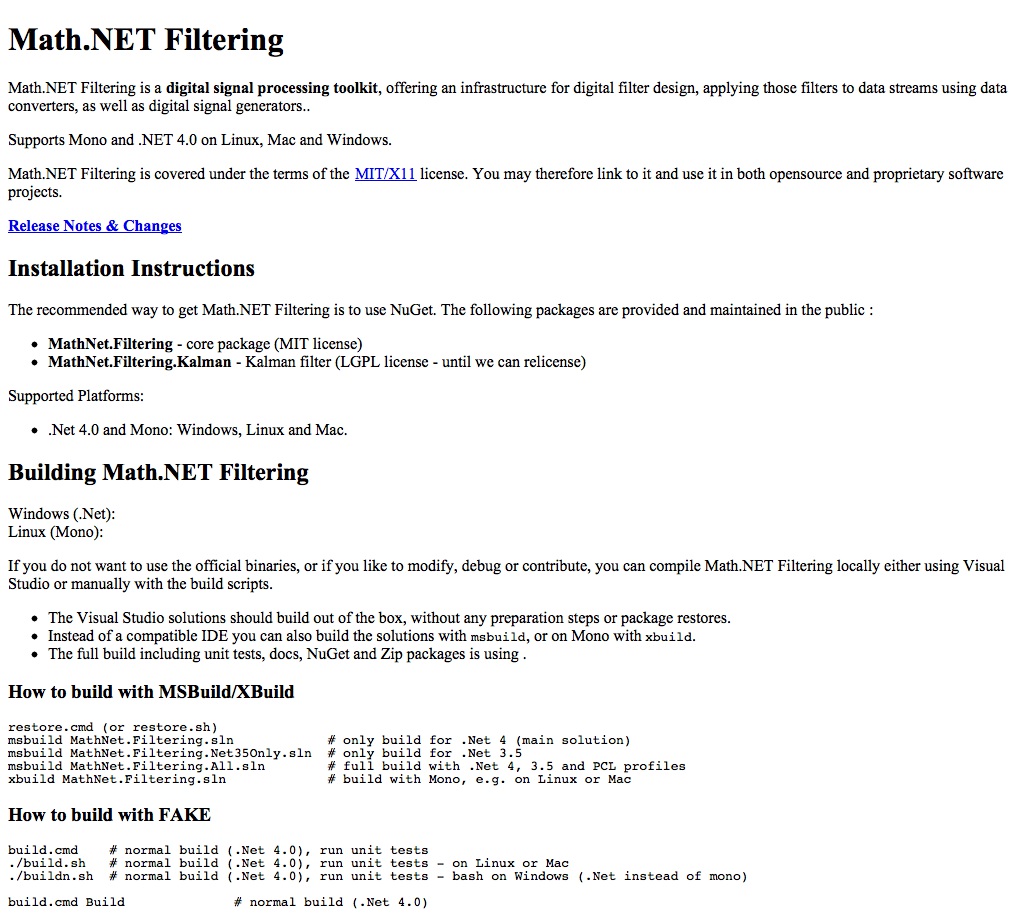 Math.NET Filtering
Math.NET Filtering is a digital signal processing toolkit, offering an infrastructure for digital filter design, applying those filters to data streams using data
converters, as well as digital signal generators..
Supports Mono and .NET 4.0 on Linux, Mac and Windows.
Math.NET Filtering is covered under the terms of the MIT/X11 license. You may therefore link to it and use it in both opensource and proprietary software
projects.
Release Notes & Changes
Installation Instructions
The recommended way to get Math.NET Filtering is to use NuGet. The following packages are provided and maintained in the public :
• MathNet.Filtering - core package (MIT license)
• MathNet.Filtering.Kalman - Kalman filter (LGPL license - until we can relicense)
Supported Platforms:
• .Net 4.0 and Mono: Windows, Linux and Mac.
Building Math.NET Filtering
Windows (.Net):
Linux (Mono):
If you do not want to use the official binaries, or if you like to modify, debug or contribute, you can compile Math.NET Filtering locally either using Visual
Studio or manually with the build scripts.
• The Visual Studio solutions should build out of the box, without any preparation steps or package restores.
• Instead of a compatible IDE you can also build the solutions with msbuild, or on Mono with xbuild.
• The full build including unit tests, docs, NuGet and Zip packages is using .
How to build with MSBuild/XBuild
restore.cmd (or restore.sh)
msbuild MathNet.Filtering.sln            # only build for .Net 4 (main solution)
msbuild MathNet.Filtering.Net35Only.sln  # only build for .Net 3.5
msbuild MathNet.Filtering.All.sln        # full build with .Net 4, 3.5 and PCL profiles
xbuild MathNet.Filtering.sln             # build with Mono, e.g. on Linux or Mac
How to build with FAKE
build.cmd    # normal build (.Net 4.0), run unit tests
./build.sh   # normal build (.Net 4.0), run unit tests - on Linux or Mac
./buildn.sh  # normal build (.Net 4.0), run unit tests - bash on Windows (.Net instead of mono)
build.cmd Build              # normal build (.Net 4.0)